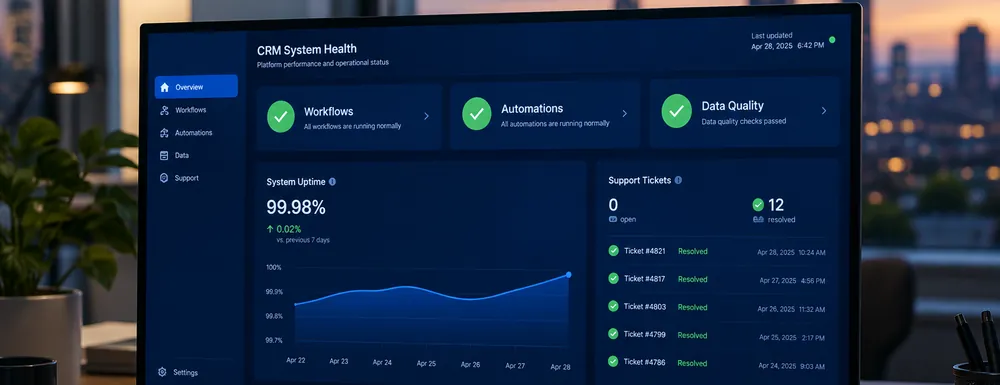 CRM System Health
Platform performance and operational status
Last updated
Apr 28, 2025 6:42 PM
Overview
Workflows
Automations
Data
Support
Settings
Workflows
All workflows are running normally
Automations
All automations are running normally
Data Quality
Data quality checks passed
System Uptime
99.98%
↑ 0.02%
vs. previous 7 days
100%
99.9%
99.8%
99.7%
Apr 22 Apr 23 Apr 24 Apr 25 Apr 26 Apr 27 Apr 28
Support Tickets
0 12
open resolved
Ticket #4821 Resolved Apr 28, 2025 10:24 AM
Ticket #4817 Resolved Apr 27, 2025 4:56 PM
Ticket #4803 Resolved Apr 26, 2025 11:32 AM
Ticket #4799 Resolved Apr 25, 2025 2:17 PM
Ticket #4786 Resolved Apr 24, 2025 9:03 AM